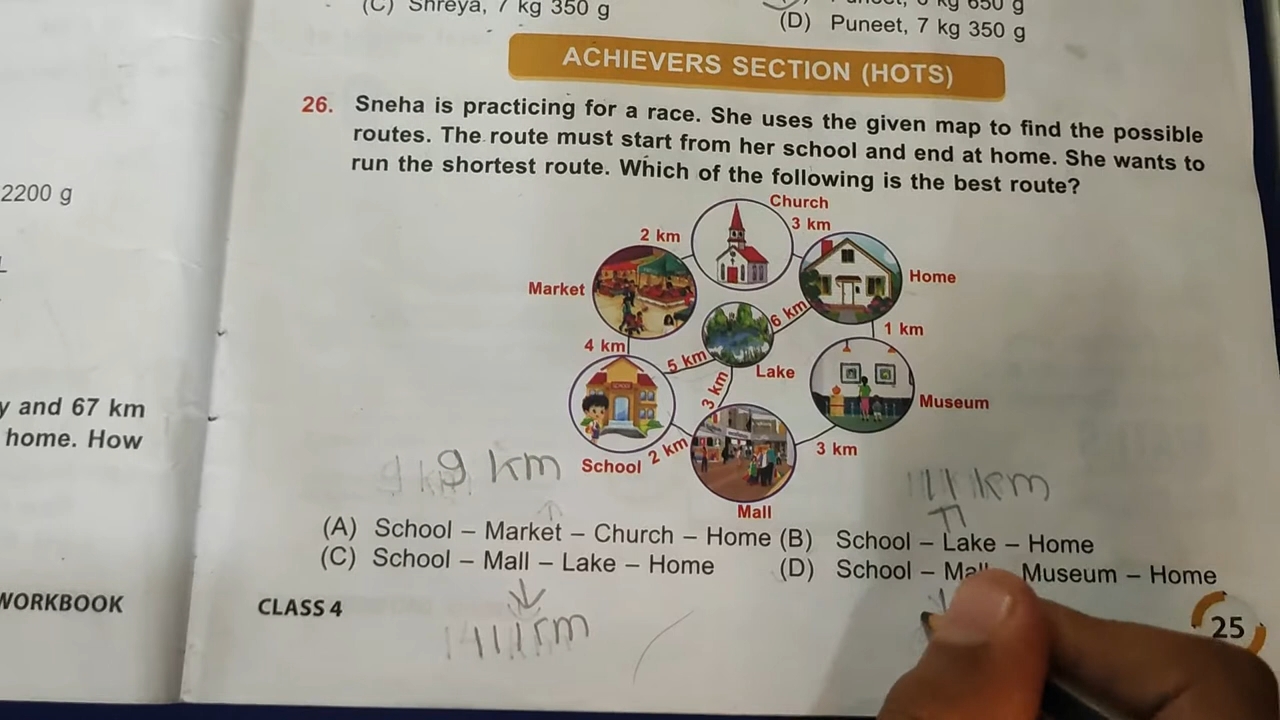 (C) Shreya, 7 kg 350 g
(D) Puneet, 7 kg 350 g
ACHIEVERS SECTION (HOTS)
26. Sneha is practicing for a race. She uses the given map to find the possible
routes. The route must start from her school and end at home. She wants to
run the shortest route. Which of the following is the best route?
2200 g
Church
3 km
2 km
Home
Market
6 km
1 km
4 km
5 km
Lake
3 km
Museum
y and 67 km
home. How
3 km
2 km
School
9 km
11 km
Mall
(A) School – Market – Church – Home (B) School – Lake – Home
(C) School – Mall – Lake – Home (D) School – Mall – Museum – Home
WORKBOOK
CLASS 4
11 km
25